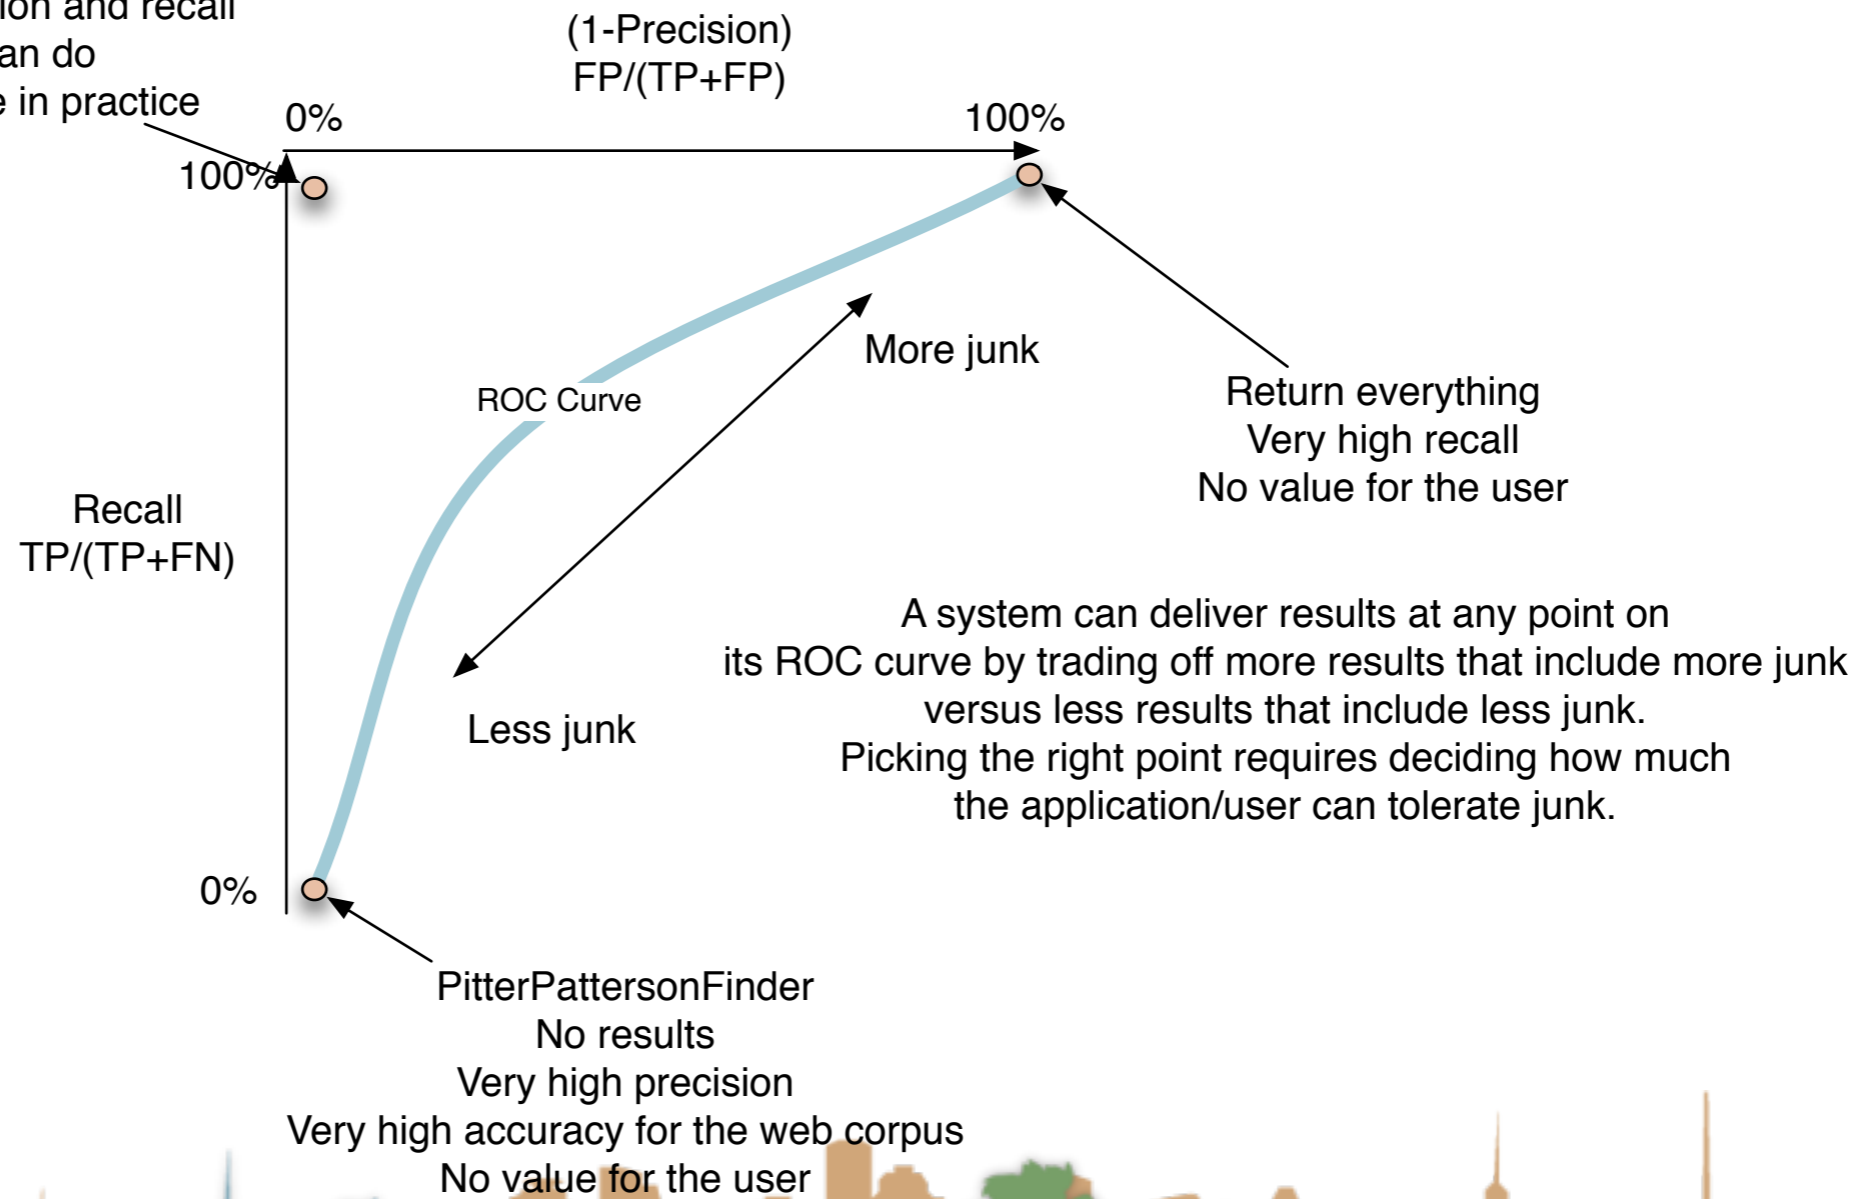 and recall
can do
in practice
(1-Precision)
FP/(TP+FP)
0%
100%
100%
ROC Curve
More junk
Return everything
Very high recall
No value for the user
Recall
TP/(TP+FN)
A system can deliver results at any point on
its ROC curve by trading off more results that include more junk
versus less results that include less junk.
Picking the right point requires deciding how much
the application/user can tolerate junk.
Less junk
0%
PitterPattersonFinder
No results
Very high precision
Very high accuracy for the web corpus
No value for the user